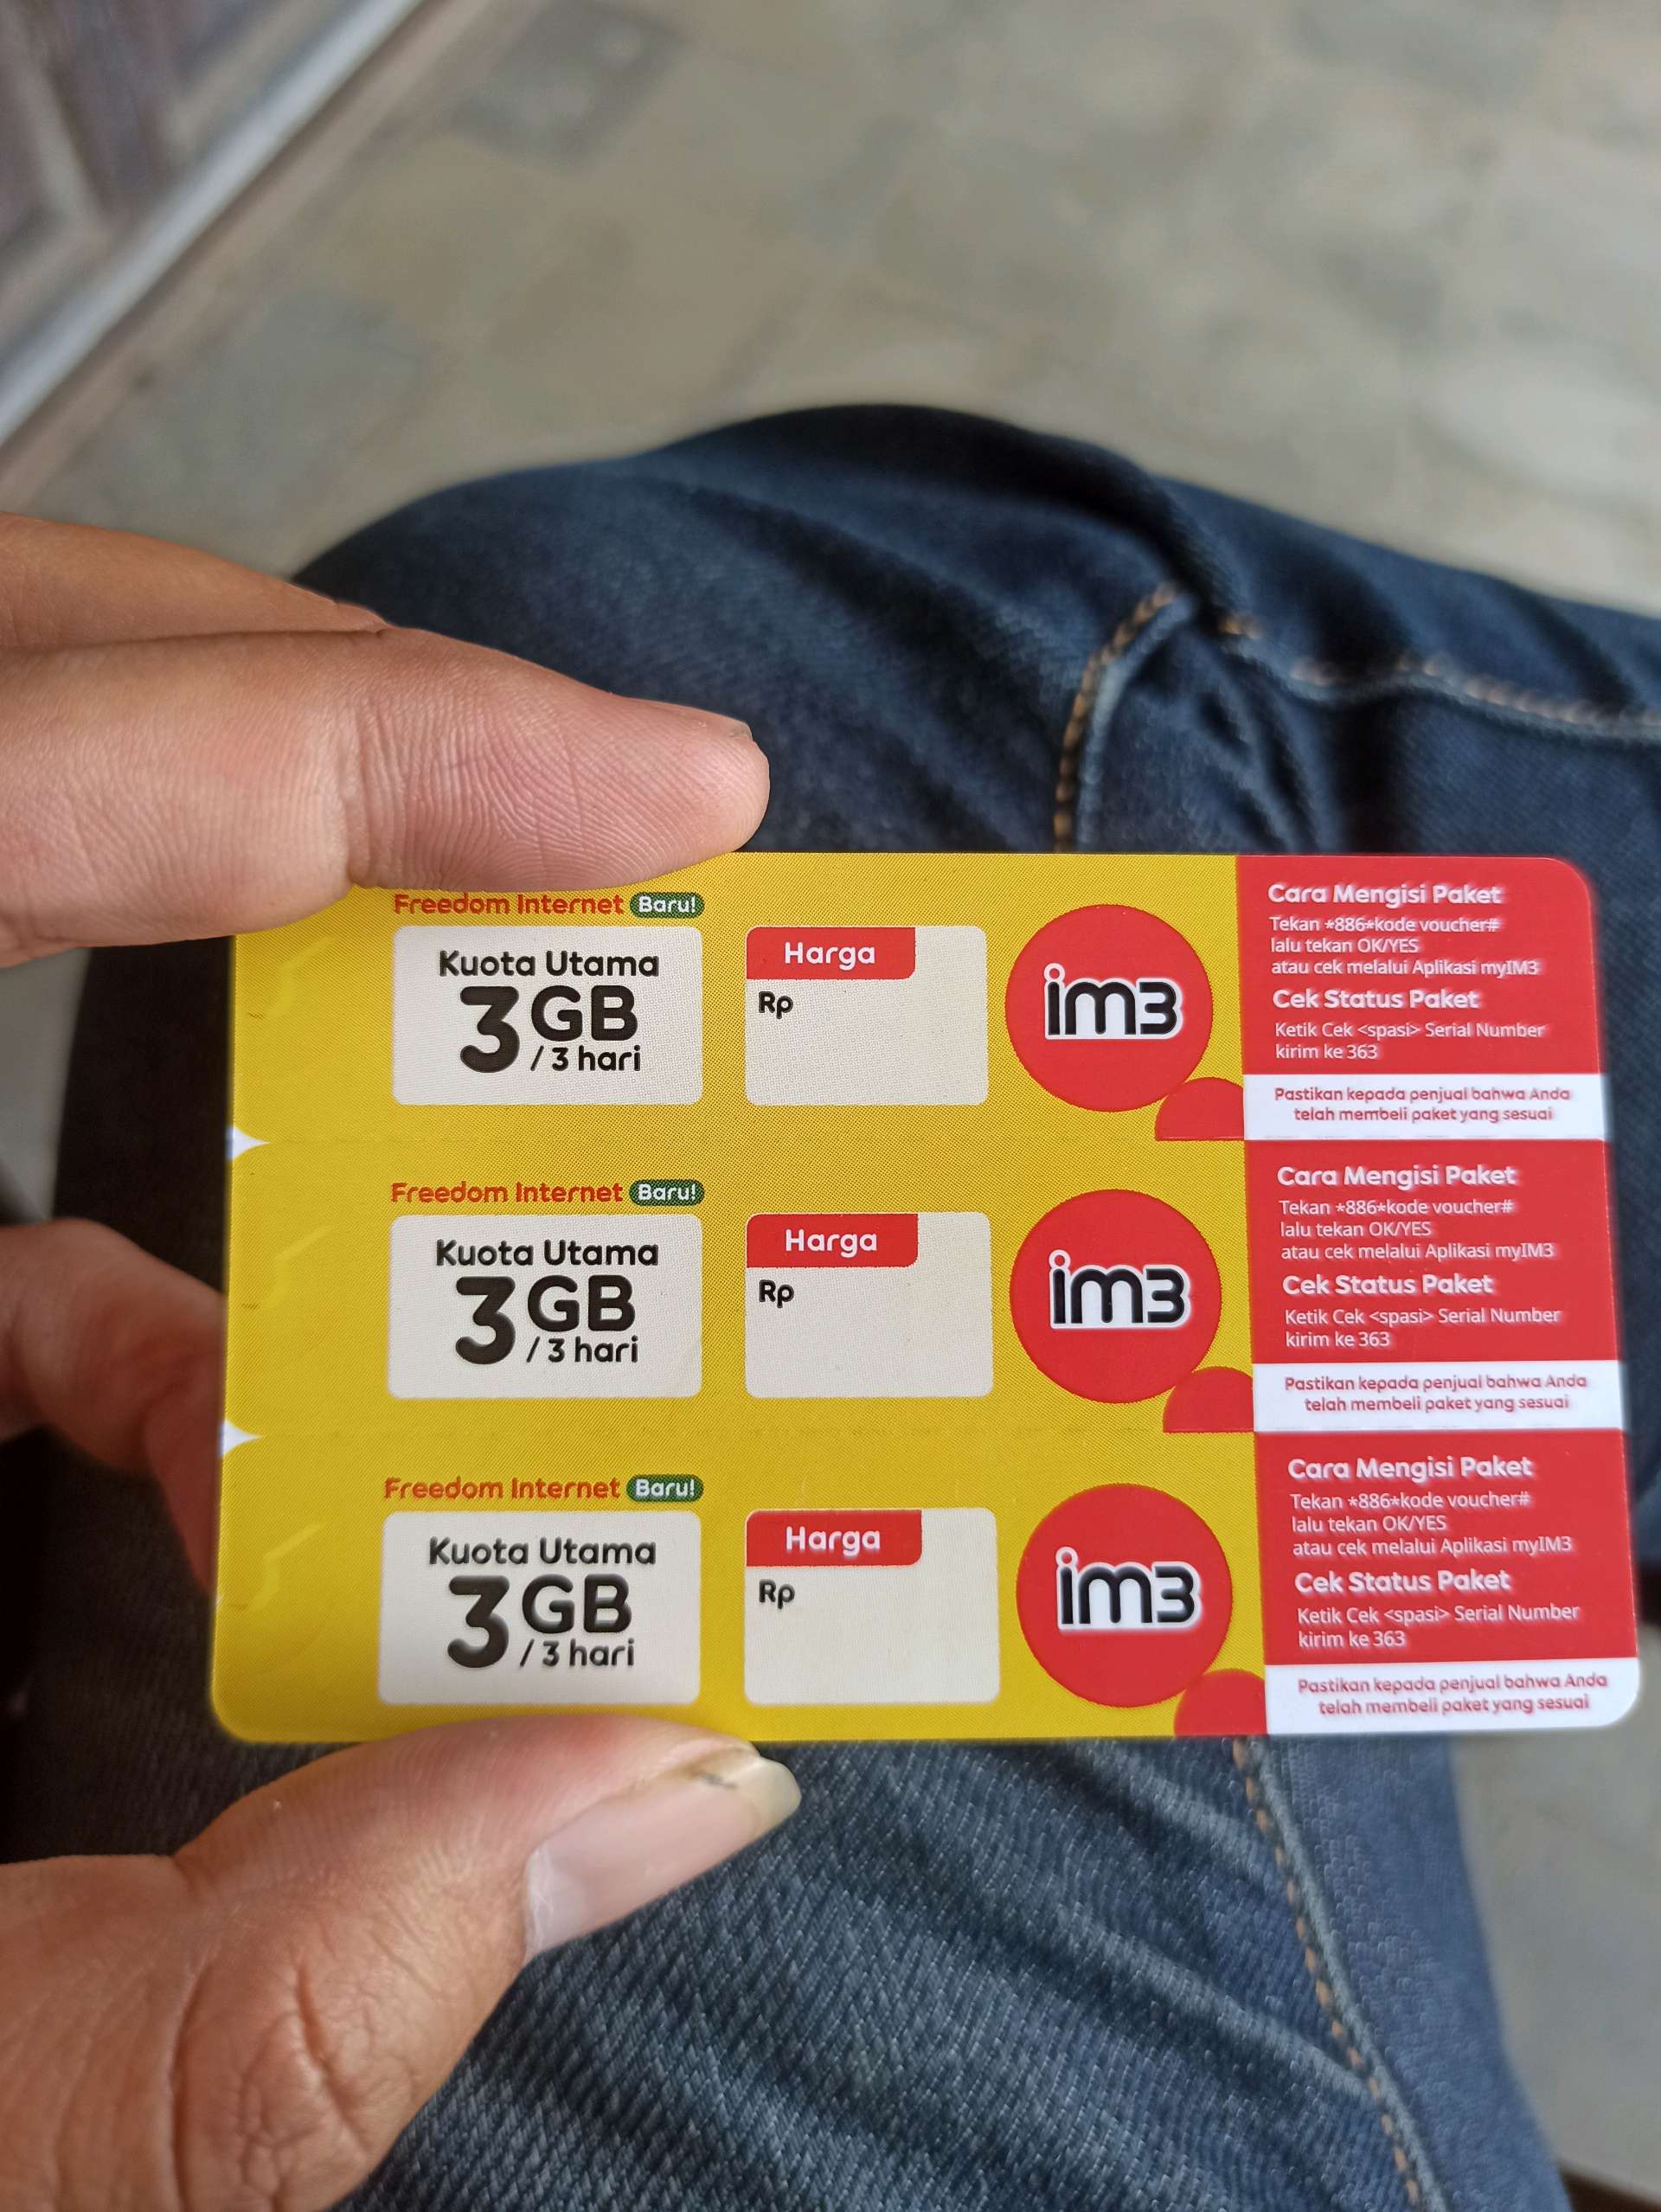 Freedom Internet Baru!
Kuota Utama
3 GB
/ 3 hari
Harga
Rp
im3
Cara Mengisi Paket
Tekan *886*kode voucher#
lalu tekan OK/YES
atau cek melalui Aplikasi myIM3
Cek Status Paket
Ketik Cek <spasi> Serial Number
kirim ke 363
Pastikan kepada penjual bahwa Anda
telah membeli paket yang sesuai
Freedom Internet Baru!
Kuota Utama
3 GB
/ 3 hari
Harga
Rp
im3
Cara Mengisi Paket
Tekan *886*kode voucher#
lalu tekan OK/YES
atau cek melalui Aplikasi myIM3
Cek Status Paket
Ketik Cek <spasi> Serial Number
kirim ke 363
Pastikan kepada penjual bahwa Anda
telah membeli paket yang sesuai
Freedom Internet Baru!
Kuota Utama
3 GB
/ 3 hari
Harga
Rp
im3
Cara Mengisi Paket
Tekan *886*kode voucher#
lalu tekan OK/YES
atau cek melalui Aplikasi myIM3
Cek Status Paket
Ketik Cek <spasi> Serial Number
kirim ke 363
Pastikan kepada penjual bahwa Anda
telah membeli paket yang sesuai